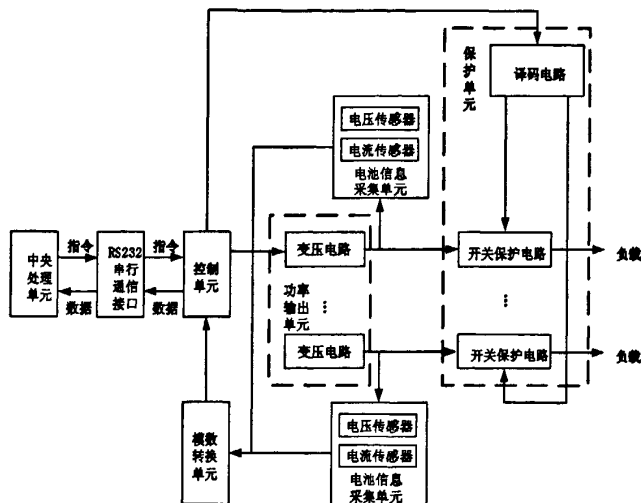 保护单元
译码电路
电压传感器
电流传感器
电池信息
采集单元
中央
处理
单元
指令
数据
RS232
串行
通信
接口
指令
数据
控制
单元
变压电路
功率
输出
单元
...
变压电路
开关保护电路
...
开关保护电路
负载
负载
模数
转换
单元
电压传感器
电流传感器
电池信息
采集单元